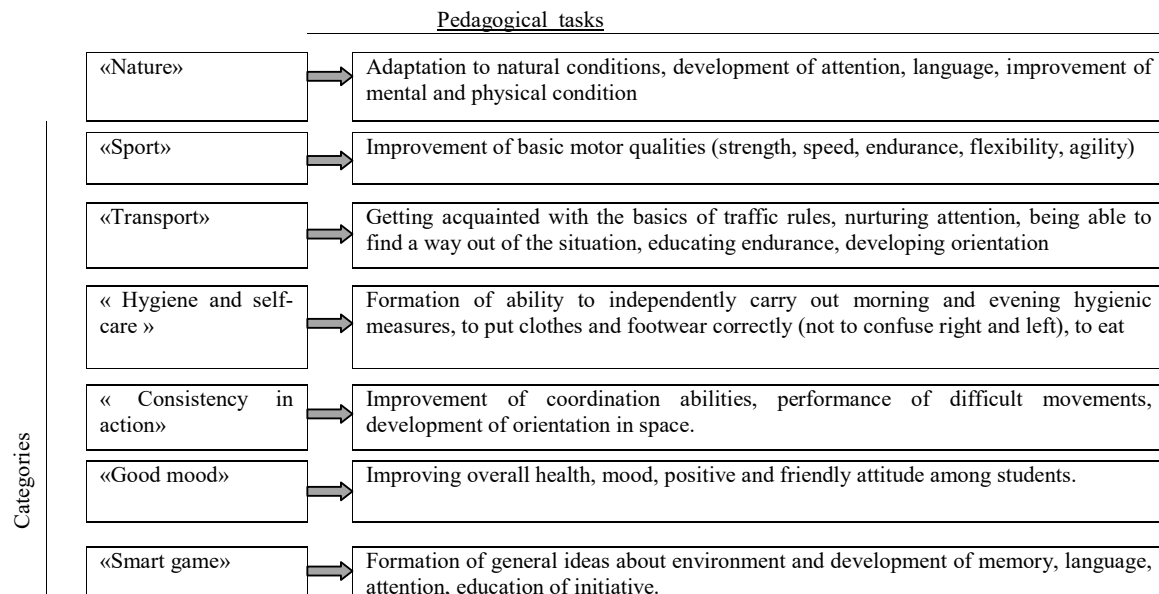 Pedagogical tasks
«Nature»
Adaptation to natural conditions, development of attention, language, improvement of
mental and physical condition
«Sport»
Improvement of basic motor qualities (strength, speed, endurance, flexibility, agility)
«Transport»
Getting acquainted with the basics of traffic rules, nurturing attention, being able to
find a way out of the situation, educating endurance, developing orientation
« Hygiene and self-
care »
Formation of ability to independently carry out morning and evening hygienic
measures, to put clothes and footwear correctly (not to confuse right and left), to eat
« Consistency in
action»
Improvement of coordination abilities, performance of difficult movements,
development of orientation in space.
«Good mood»
Improving overall health, mood, positive and friendly attitude among students.
«Smart game»
Formation of general ideas about environment and development of memory, language,
attention, education of initiative.
Categories